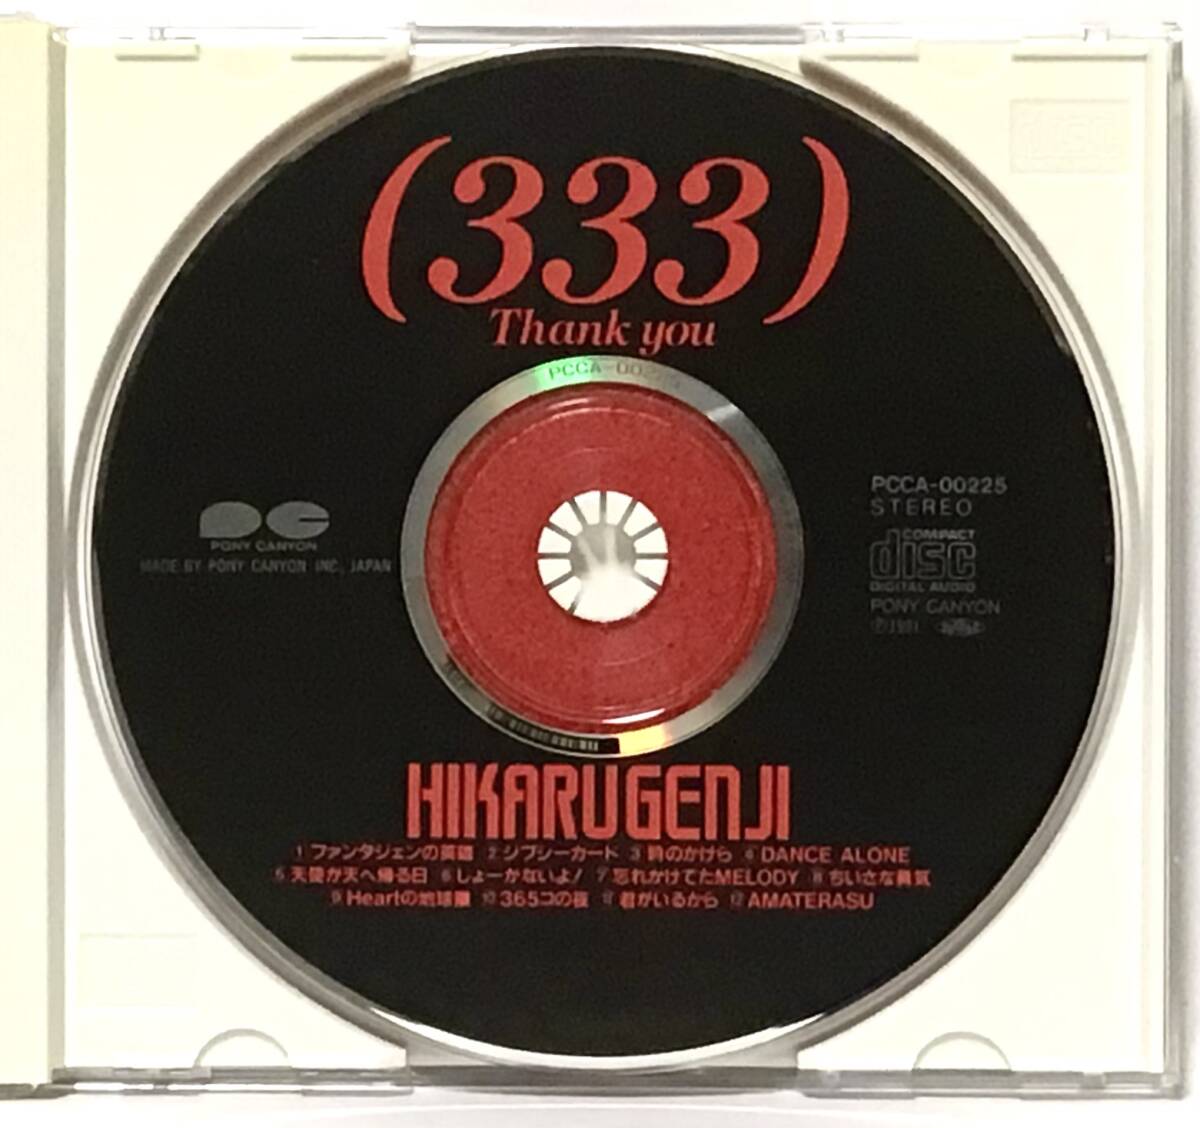 (333)
Thank you
PCCA-00225
PONY CANYON
MADE BY PONY CANYON INC., JAPAN
PCCA-00225
STEREO
COMPACT
disc
DIGITAL AUDIO
PONY CANYON
Ⓟ1991
HIKARUGENJI
1 ファンタジェンの英雄 2 ジプシーカード 3 時のかけら 4 DANCE ALONE
5 天使が天へ帰る日 6 しょーがないよ! 7 忘れかけてたMELODY 8 ちいさな勇気
9 Heartの地球儀 10 365コの夜 11 君がいるから 12 AMATERASU
disc